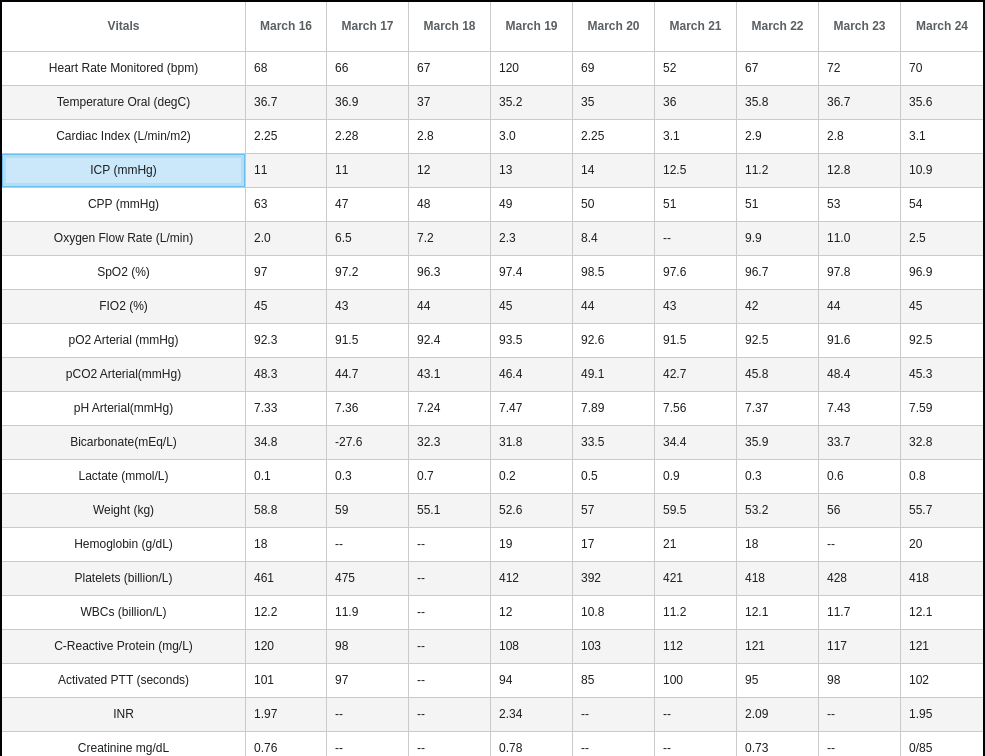 Vitals March 16 March 17 March 18 March 19 March 20 March 21 March 22 March 23 March 24
Heart Rate Monitored (bpm) 68 66 67 120 69 52 67 72 70
Temperature Oral (degC) 36.7 36.9 37 35.2 35 36 35.8 36.7 35.6
Cardiac Index (L/min/m2) 2.25 2.28 2.8 3.0 2.25 3.1 2.9 2.8 3.1
ICP (mmHg) 11 11 12 13 14 12.5 11.2 12.8 10.9
CPP (mmHg) 63 47 48 49 50 51 51 53 54
Oxygen Flow Rate (L/min) 2.0 6.5 7.2 2.3 8.4 -- 9.9 11.0 2.5
SpO2 (%) 97 97.2 96.3 97.4 98.5 97.6 96.7 97.8 96.9
FIO2 (%) 45 43 44 45 44 43 42 44 45
pO2 Arterial (mmHg) 92.3 91.5 92.4 93.5 92.6 91.5 92.5 91.6 92.5
pCO2 Arterial(mmHg) 48.3 44.7 43.1 46.4 49.1 42.7 45.8 48.4 45.3
pH Arterial(mmHg) 7.33 7.36 7.24 7.47 7.89 7.56 7.37 7.43 7.59
Bicarbonate(mEq/L) 34.8 -27.6 32.3 31.8 33.5 34.4 35.9 33.7 32.8
Lactate (mmol/L) 0.1 0.3 0.7 0.2 0.5 0.9 0.3 0.6 0.8
Weight (kg) 58.8 59 55.1 52.6 57 59.5 53.2 56 55.7
Hemoglobin (g/dL) 18 -- -- 19 17 21 18 -- 20
Platelets (billion/L) 461 475 -- 412 392 421 418 428 418
WBCs (billion/L) 12.2 11.9 -- 12 10.8 11.2 12.1 11.7 12.1
C-Reactive Protein (mg/L) 120 98 -- 108 103 112 121 117 121
Activated PTT (seconds) 101 97 -- 94 85 100 95 98 102
INR 1.97 -- -- 2.34 -- -- 2.09 -- 1.95
Creatinine mg/dL 0.76 -- -- 0.78 -- -- 0.73 -- 0/85